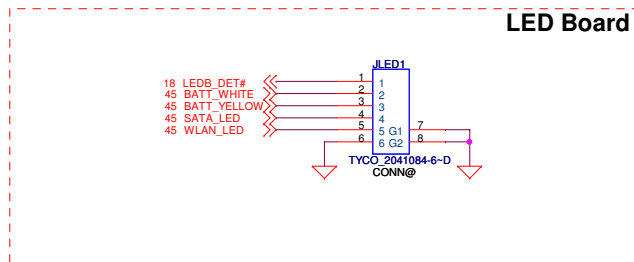 LED Board
JLED1
18 LEDB_DET# 1 1
45 BATT_WHITE 2 2
45 BATT_YELLOW 3 3
45 SATA_LED 4 4
45 WLAN_LED 5 5 G1 7
6 6 G2 8
TYCO_2041084-6~D
CONN@